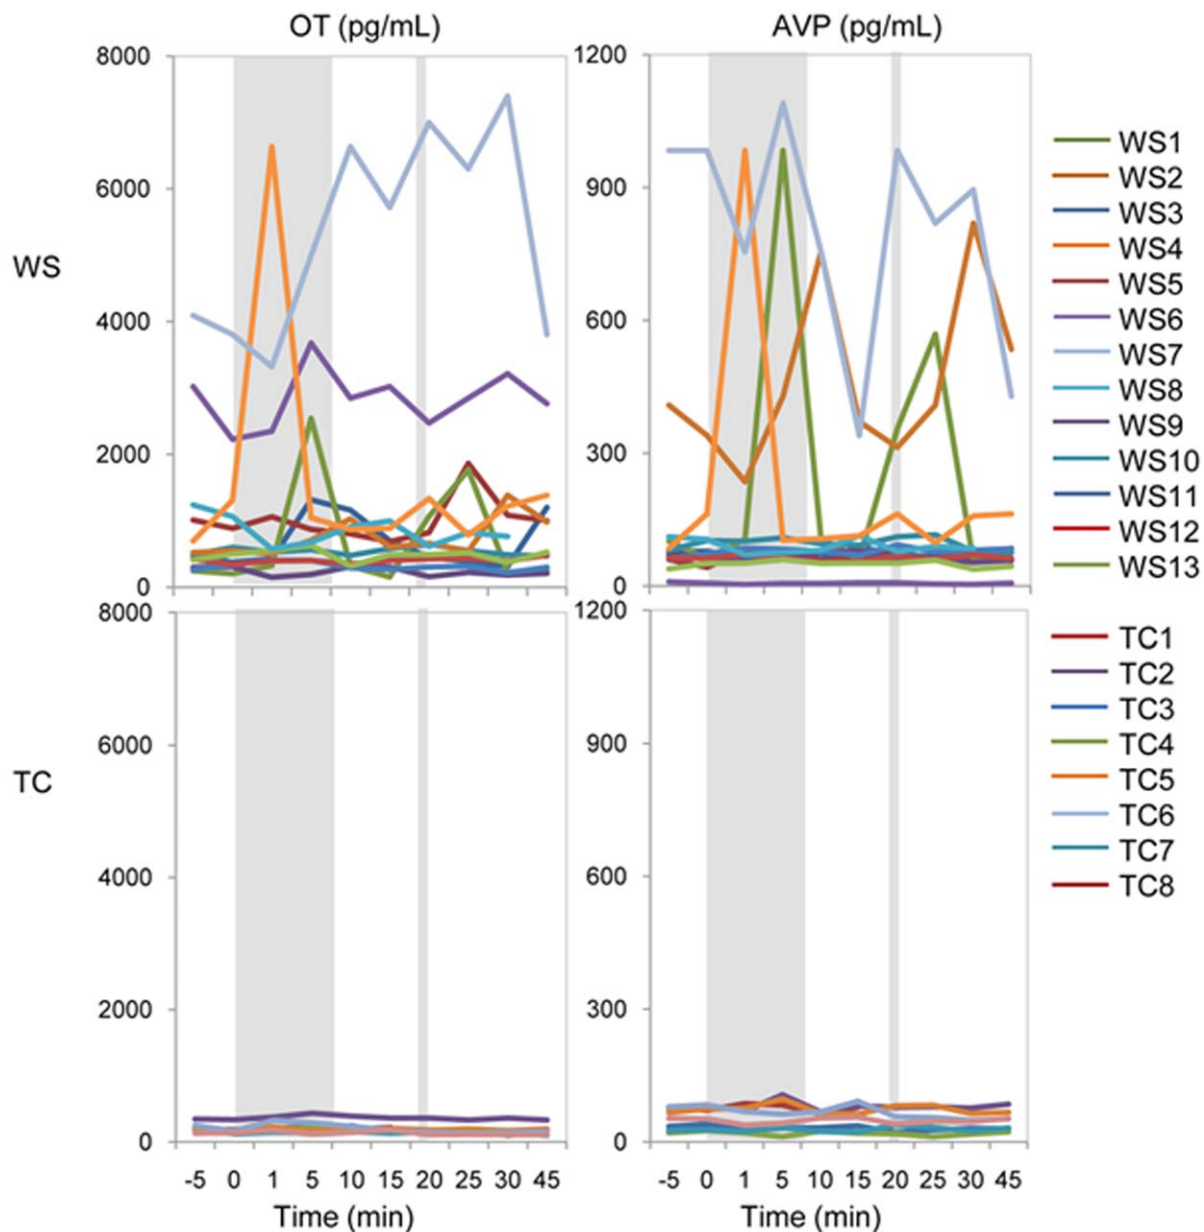 OT (pg/mL)
AVP (pg/mL)
8000
6000
4000
2000
0
1200
900
600
300
0
WS
WS1
WS2
WS3
WS4
WS5
WS6
WS7
WS8
WS9
WS10
WS11
WS12
WS13
8000
6000
4000
2000
0
1200
900
600
300
0
TC
TC1
TC2
TC3
TC4
TC5
TC6
TC7
TC8
-5 0 1 5 10 15 20 25 30 45
-5 0 1 5 10 15 20 25 30 45
Time (min)
Time (min)